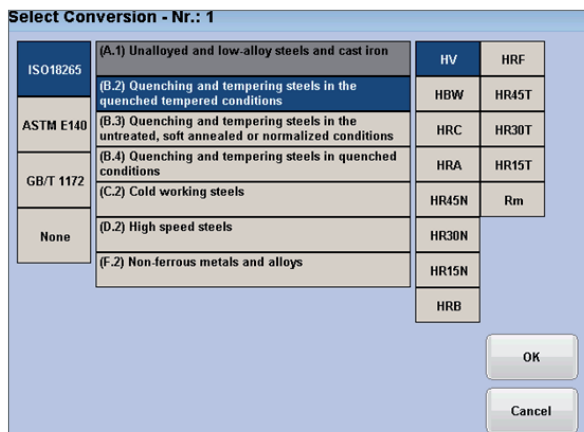 Select Conversion - Nr.: 1
ISO18265
ASTM E140
GB/T 1172
None
(A.1) Unalloyed and low-alloy steels and cast iron
(B.2) Quenching and tempering steels in the
quenched tempered conditions
(B.3) Quenching and tempering steels in the
untreated, soft annealed or normalized conditions
(B.4) Quenching and tempering steels in quenched
conditions
(C.2) Cold working steels
(D.2) High speed steels
(F.2) Non-ferrous metals and alloys
HV
HBW
HRC
HRA
HR45N
HR30N
HR15N
HRB
HRF
HR45T
HR30T
HR15T
Rm
OK
Cancel